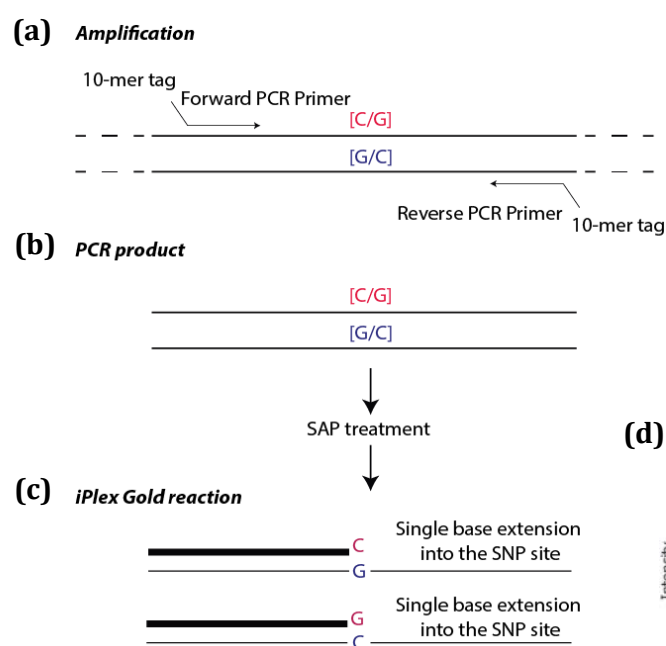 (a) Amplification
10-mer tag
Forward PCR Primer
[C/G]
[G/C]
Reverse PCR Primer
10-mer tag
(b) PCR product
[C/G]
[G/C]
SAP treatment
(d)
(c) iPlex Gold reaction
C
Single base extension
into the SNP site
G
Intensity
G
Single base extension
into the SNP site
C